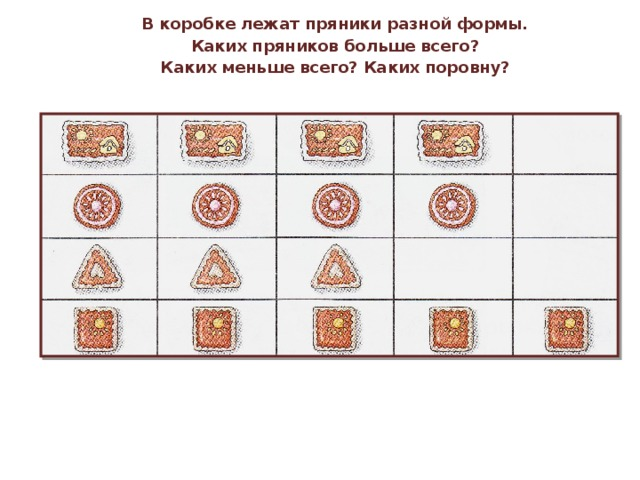 В коробке лежат пряники разной формы.
Каких пряников больше всего?
Каких меньше всего? Каких поровну?